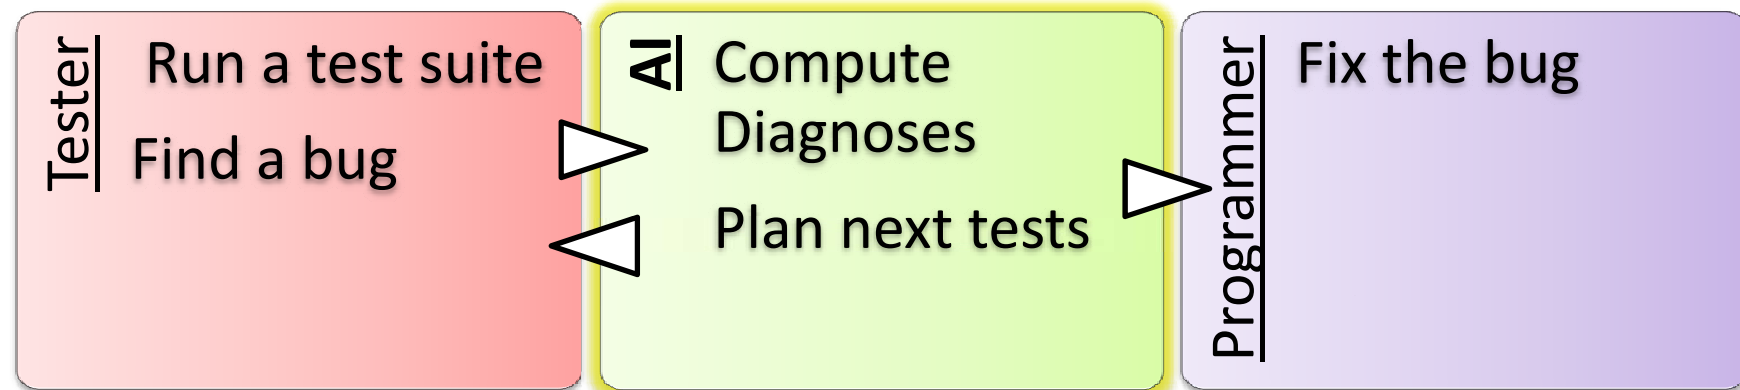 Tester
Run a test suite
Find a bug
AI
Compute
Diagnoses
Plan next tests
Programmer
Fix the bug